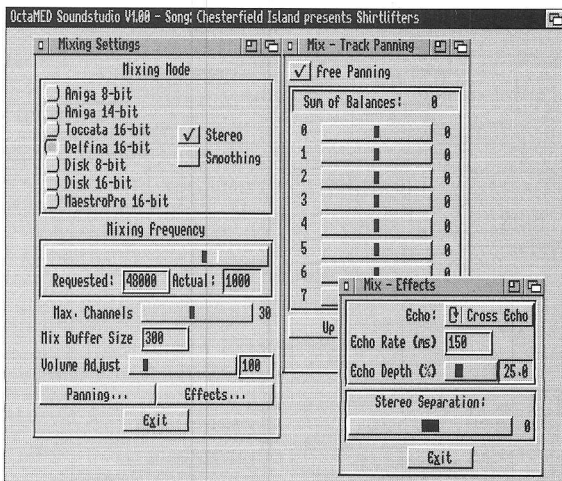 OctaMED Soundstudio V1.00 - Song: Chesterfield Island presents Shirtlifters
Mixing Settings
Mixing Mode
Amiga 8-bit
Amiga 14-bit
Toccata 16-bit
Delfina 16-bit
Disk 8-bit
Disk 16-bit
MaestroPro 16-bit
Stereo
Smoothing
Mixing Frequency
Requested: 48000 Actual: 1000
Max. Channels 30
Mix Buffer Size 300
Volume Adjust 100
Panning... Effects...
Exit
Mix - Track Panning
Free Panning
Sum of Balances: 0
0 0
1 0
2 0
3 0
4 0
5 0
6 0
7
Up
Mix - Effects
Echo: Cross Echo
Echo Rate (ms) 150
Echo Depth (%) 25.0
Stereo Separation:
0
Exit